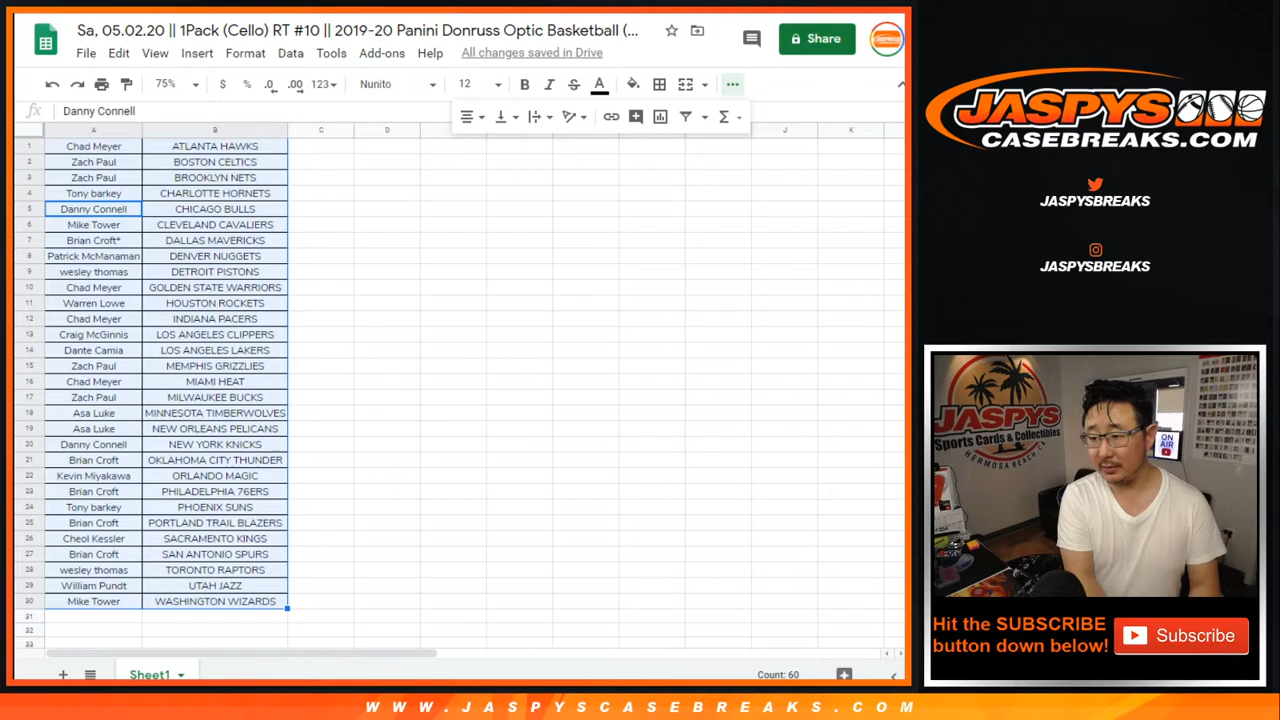 Sa, 05.02.20 || 1Pack (Cello) RT #10 || 2019-20 Panini Donruss Optic Basketball (...
File Edit View Insert Format Data Tools Add-ons Help All changes saved in Drive
Share
75% $ % .0 .00 123 Nunito 12 B I S A
fx Danny Connell
A B C D J K
1 Chad Meyer ATLANTA HAWKS
2 Zach Paul BOSTON CELTICS
3 Zach Paul BROOKLYN NETS
4 Tony barkey CHARLOTTE HORNETS
5 Danny Connell CHICAGO BULLS
6 Mike Tower CLEVELAND CAVALIERS
7 Brian Croft* DALLAS MAVERICKS
8 Patrick McManaman DENVER NUGGETS
9 wesley thomas DETROIT PISTONS
10 Chad Meyer GOLDEN STATE WARRIORS
11 Warren Lowe HOUSTON ROCKETS
12 Chad Meyer INDIANA PACERS
13 Craig McGinnis LOS ANGELES CLIPPERS
14 Dante Camia LOS ANGELES LAKERS
15 Zach Paul MEMPHIS GRIZZLIES
16 Chad Meyer MIAMI HEAT
17 Zach Paul MILWAUKEE BUCKS
18 Asa Luke MINNESOTA TIMBERWOLVES
19 Asa Luke NEW ORLEANS PELICANS
20 Danny Connell NEW YORK KNICKS
21 Brian Croft OKLAHOMA CITY THUNDER
22 Kevin Miyakawa ORLANDO MAGIC
23 Brian Croft PHILADELPHIA 76ERS
24 Tony barkey PHOENIX SUNS
25 Brian Croft PORTLAND TRAIL BLAZERS
26 Cheol Kessler SACRAMENTO KINGS
27 Brian Croft SAN ANTONIO SPURS
28 wesley thomas TORONTO RAPTORS
29 William Pundt UTAH JAZZ
30 Mike Tower WASHINGTON WIZARDS
31
32
33
Sheet1
Count: 60
JASPYS
CASEBREAKS.COM
JASPYSBREAKS
JASPYSBREAKS
JASPYS
Sports Cards & Collectibles
HERMOSA BEACH, CA
ON
AIR
Hit the SUBSCRIBE
button down below!
Subscribe
WWW.JASPYSCASEBREAKS.COM